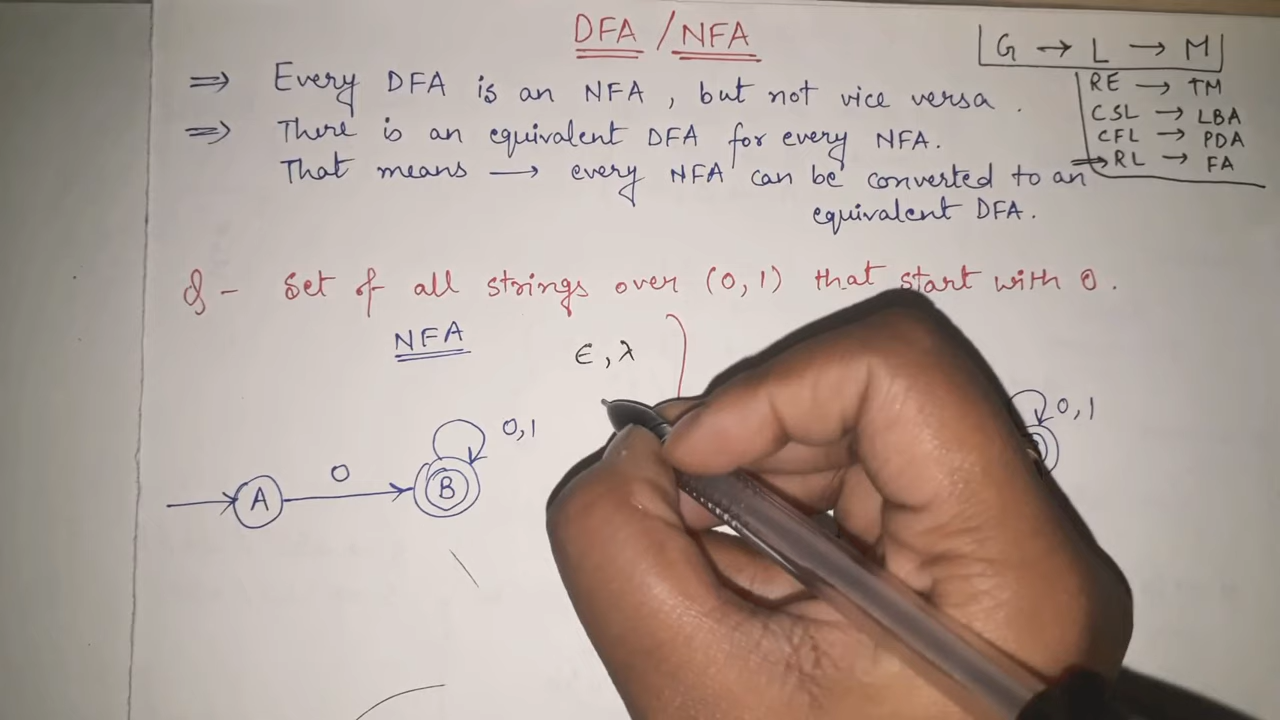 DFA / NFA
G → L → M
RE → TM
CSL → LBA
CFL → PDA
⇒ RL → FA
⇒ Every DFA is an NFA, but not vice versa.
⇒ There is an equivalent DFA for every NFA.
That means → every NFA can be converted to an
equivalent DFA.
Q - Set of all strings over (0, 1) that start with 0.
NFA
ϵ, λ
0,1
0
A
B
0,1